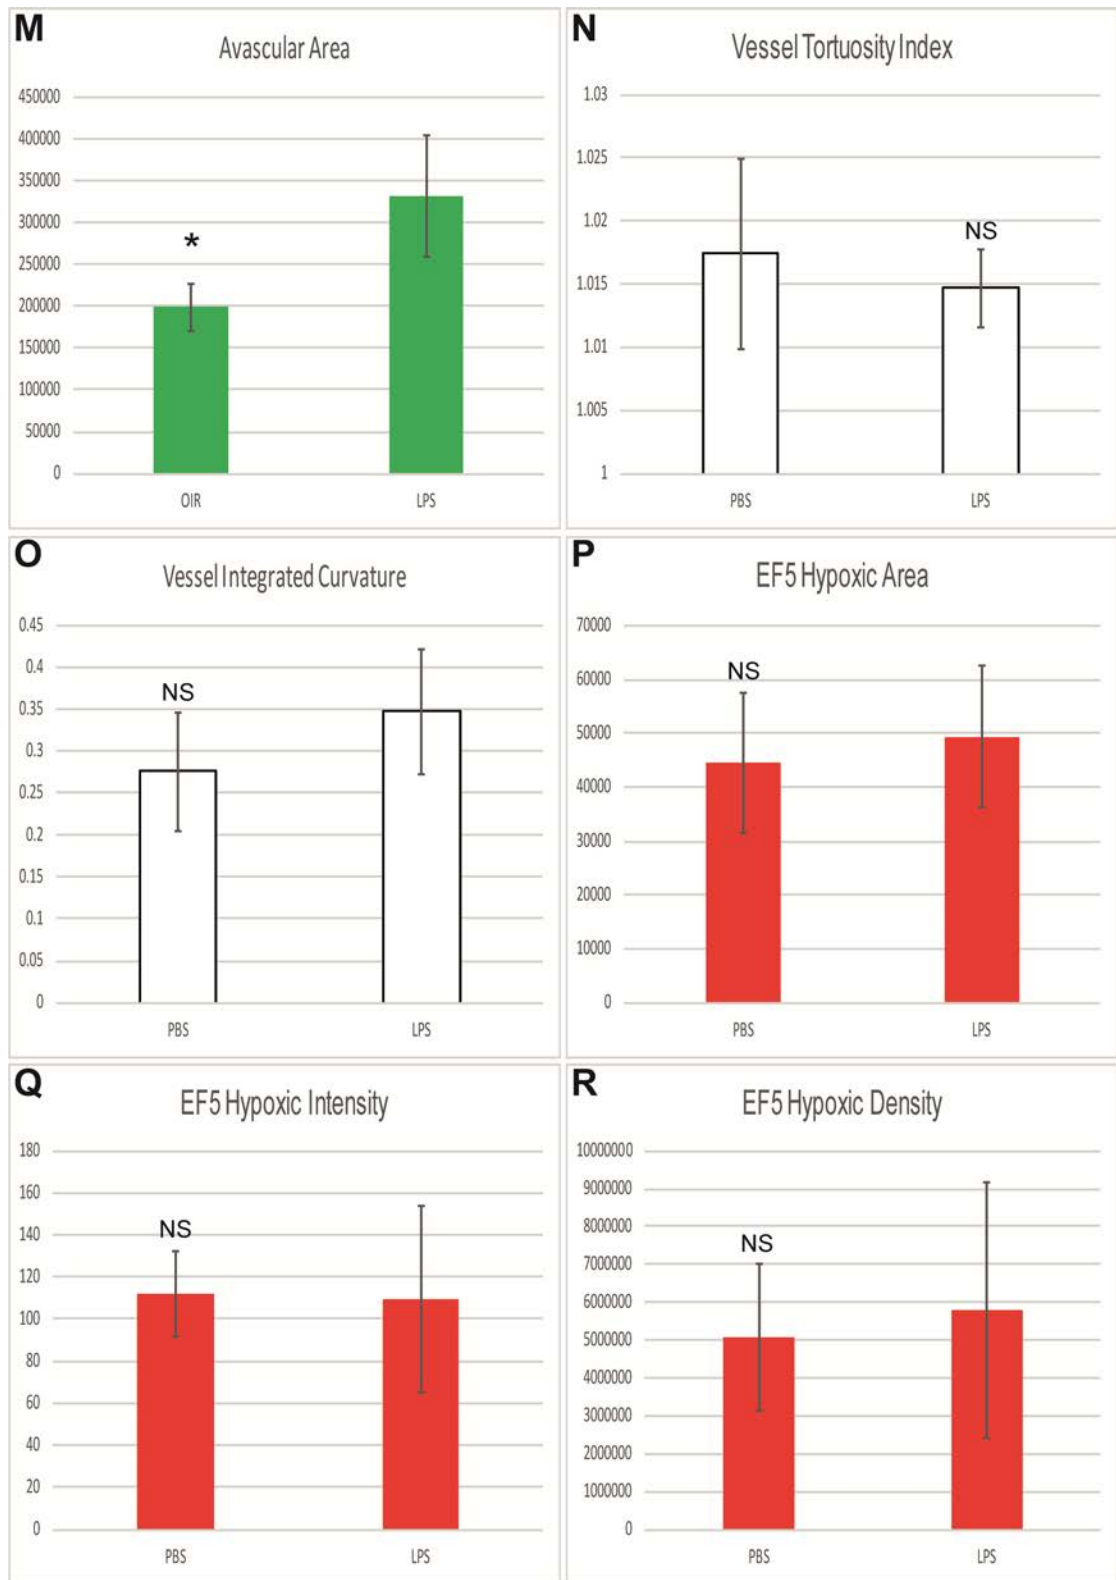 M
Avascular Area
450000
400000
350000
300000
250000
200000
150000
100000
50000
0
*
OIR
LPS
N
Vessel Tortuosity Index
1.03
1.025
1.02
1.015
1.01
1.005
1
NS
PBS
LPS
O
Vessel Integrated Curvature
0.45
0.4
0.35
0.3
0.25
0.2
0.15
0.1
0.05
0
NS
PBS
LPS
P
EF5 Hypoxic Area
70000
60000
50000
40000
30000
20000
10000
0
NS
PBS
LPS
Q
EF5 Hypoxic Intensity
180
160
140
120
100
80
60
40
20
0
NS
PBS
LPS
R
EF5 Hypoxic Density
10000000
9000000
8000000
7000000
6000000
5000000
4000000
3000000
2000000
1000000
0
NS
PBS
LPS